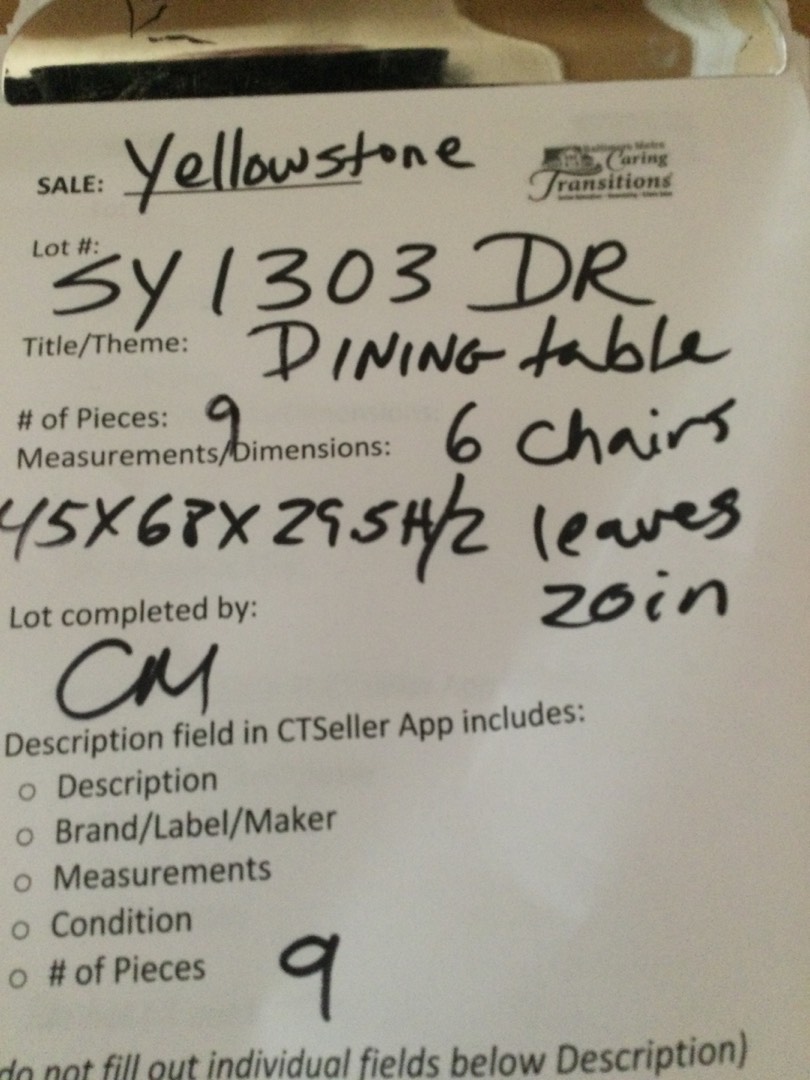 SALE: Yellowstone
Caring
Transitions
Lot #:
SY1303 DR
Title/Theme: DINING table
# of Pieces: 9
Measurements/Dimensions: 6 chairs
45X68X29.5H/2 leaves
20in
Lot completed by:
CM
Description field in CTSeller App includes:
o Description
o Brand/Label/Maker
o Measurements
o Condition
o # of Pieces 9
do not fill out individual fields below Description)